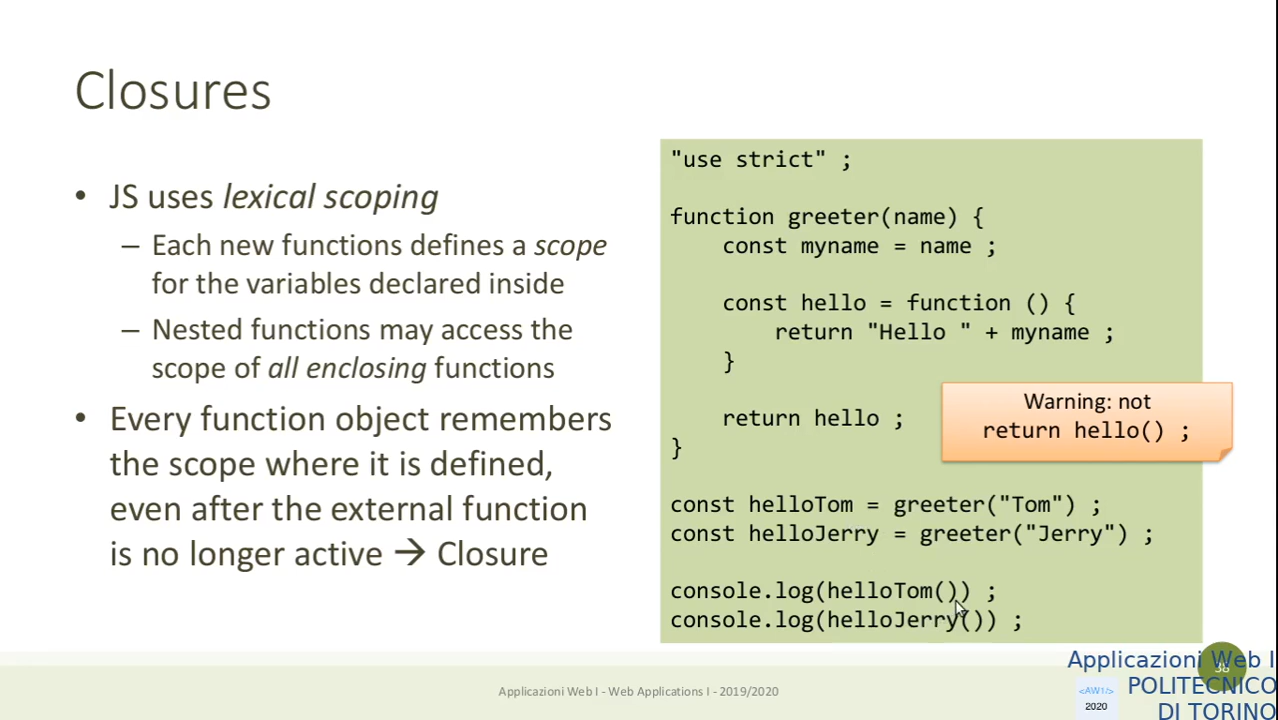 Closures
• JS uses lexical scoping
– Each new functions defines a scope
for the variables declared inside
– Nested functions may access the
scope of all enclosing functions
• Every function object remembers
the scope where it is defined,
even after the external function
is no longer active → Closure
"use strict" ;
function greeter(name) {
const myname = name ;
const hello = function () {
return "Hello " + myname ;
}
return hello ;
}
const helloTom = greeter("Tom") ;
const helloJerry = greeter("Jerry") ;
console.log(helloTom()) ;
console.log(helloJerry()) ;
Warning: not
return hello() ;
Applicazioni Web I - Web Applications I - 2019/2020
38
Applicazioni Web I
POLITECNICO
DI TORINO
<AW1/>
2020